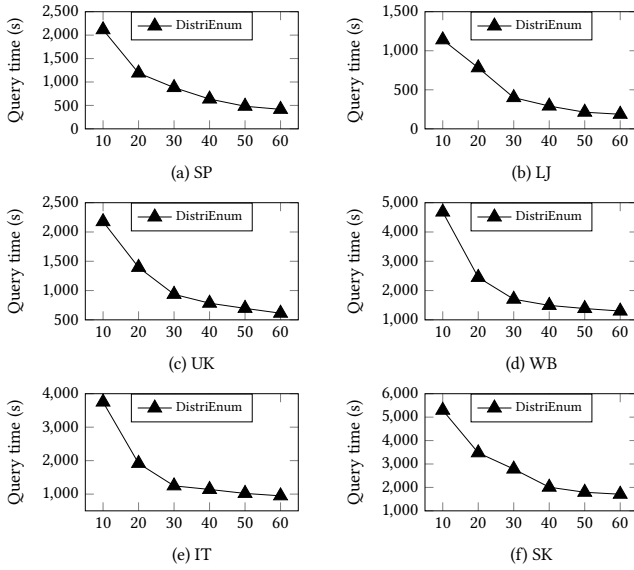 Query time (s)
2,500
2,000
1,500
1,000
500
0
DistriEnum
10 20 30 40 50 60
(a) SP
Query time (s)
1,500
1,000
500
0
DistriEnum
10 20 30 40 50 60
(b) LJ
Query time (s)
2,500
2,000
1,500
1,000
500
DistriEnum
10 20 30 40 50 60
(c) UK
Query time (s)
5,000
4,000
3,000
2,000
1,000
DistriEnum
10 20 30 40 50 60
(d) WB
Query time (s)
4,000
3,000
2,000
1,000
DistriEnum
10 20 30 40 50 60
(e) IT
Query time (s)
6,000
5,000
4,000
3,000
2,000
1,000
DistriEnum
10 20 30 40 50 60
(f) SK